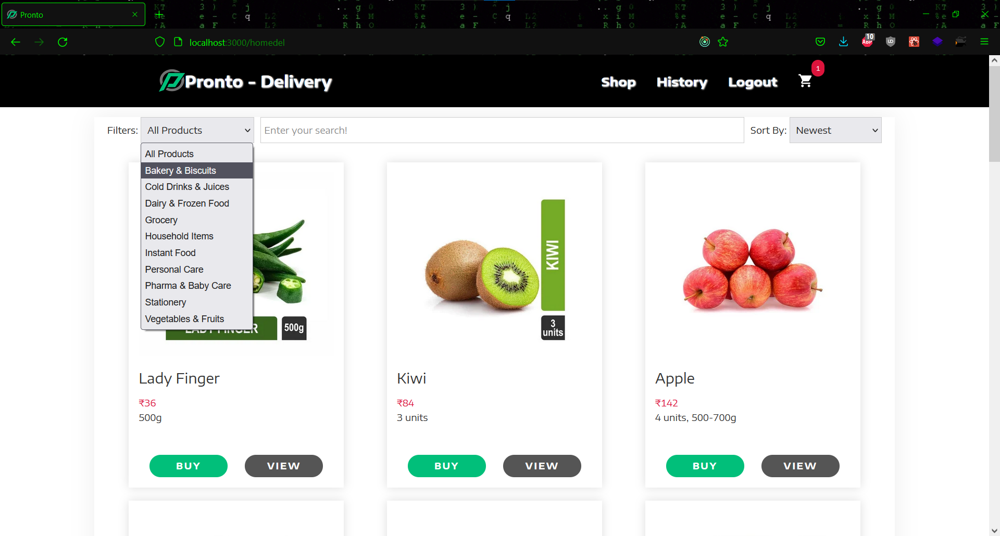 Pronto
localhost:3000/homedel
10
ABP
Pronto - Delivery
Shop
History
Logout
1
Filters:
All Products
Enter your search!
Sort By:
Newest
All Products
Bakery & Biscuits
Cold Drinks & Juices
Dairy & Frozen Food
Grocery
Household Items
Instant Food
Personal Care
Pharma & Baby Care
Stationery
Vegetables & Fruits
LADY FINGER
500g
KIWI
3
units
Lady Finger
₹36
500g
BUY
VIEW
Kiwi
₹84
3 units
BUY
VIEW
Apple
₹142
4 units, 500-700g
BUY
VIEW